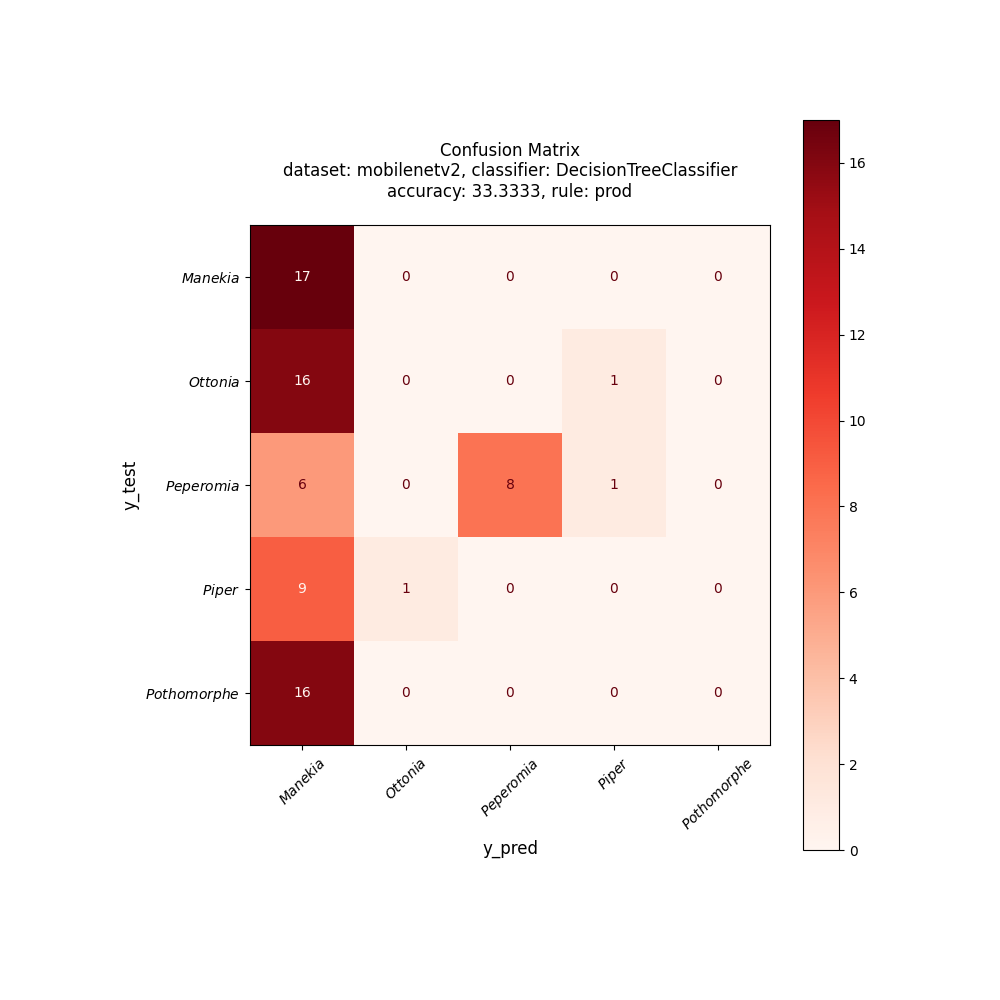 Confusion Matrix
dataset: mobilenetv2, classifier: DecisionTreeClassifier
accuracy: 33.3333, rule: prod
y_test
Manekia 17 0 0 0 0
Ottonia 16 0 0 1 0
Peperomia 6 0 8 1 0
Piper 9 1 0 0 0
Pothomorphe 16 0 0 0 0
Manekia Ottonia Peperomia Piper Pothomorphe
y_pred
16
14
12
10
8
6
4
2
0